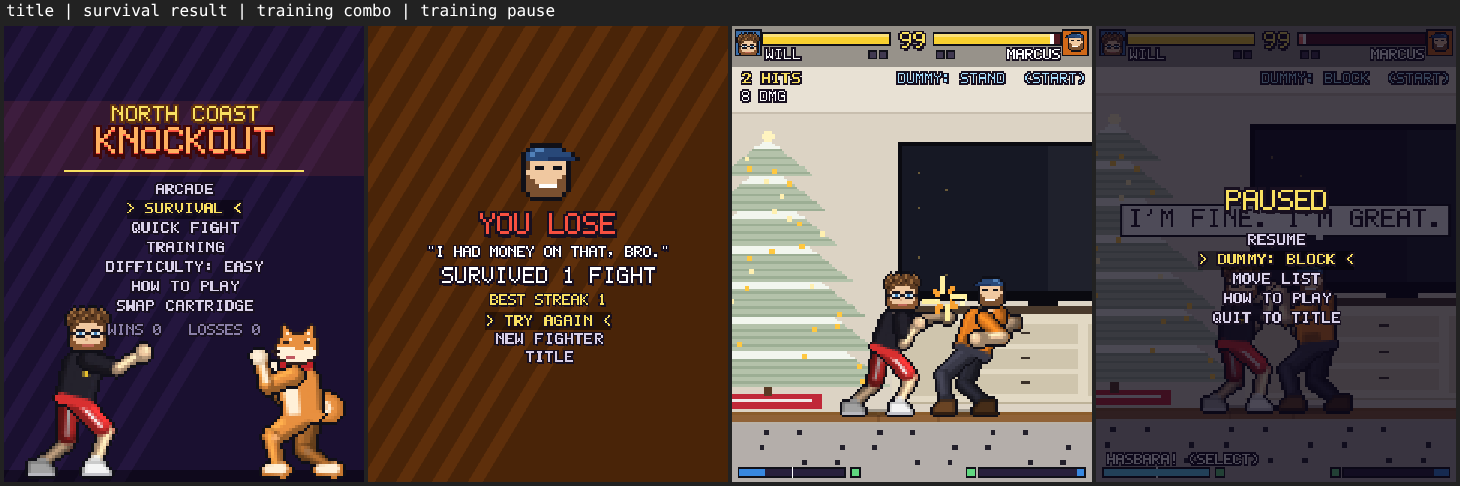 title | survival result | training combo | training pause
NORTH COAST
KNOCKOUT
ARCADE
> SURVIVAL <
QUICK FIGHT
TRAINING
DIFFICULTY: EASY
HOW TO PLAY
SWAP CARTRIDGE
WINS 0 LOSSES 0
YOU LOSE
"I HAD MONEY ON THAT, BRO."
SURVIVED 1 FIGHT
BEST STREAK 1
> TRY AGAIN <
NEW FIGHTER
TITLE
99
WILL
MARCUS
2 HITS
DUMMY: STAND (START)
8 DMG
99
WILL
MARCUS
DUMMY: BLOCK (START)
PAUSED
I'M FINE. I'M GREAT.
RESUME
> DUMMY: BLOCK <
MOVE LIST
HOW TO PLAY
QUIT TO TITLE
HASBARA! (SELECT)